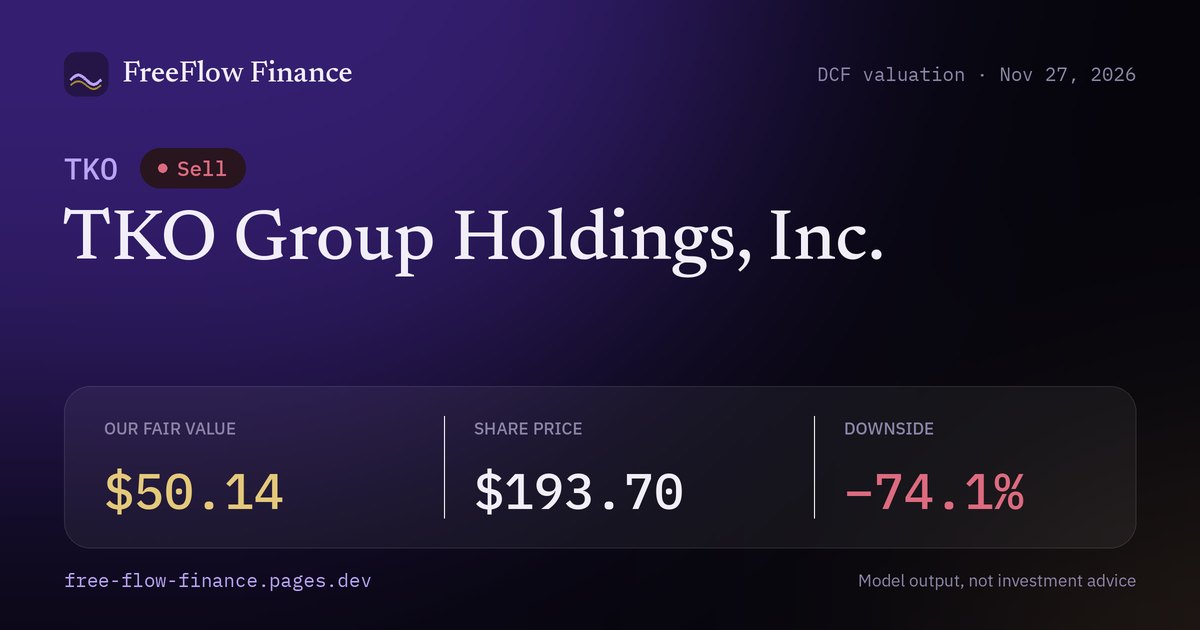 FreeFlow Finance
DCF valuation · Nov 27, 2026
TKO
Sell
TKO Group Holdings, Inc.
OUR FAIR VALUE
$50.14
SHARE PRICE
$193.70
DOWNSIDE
−74.1%
free-flow-finance.pages.dev
Model output, not investment advice